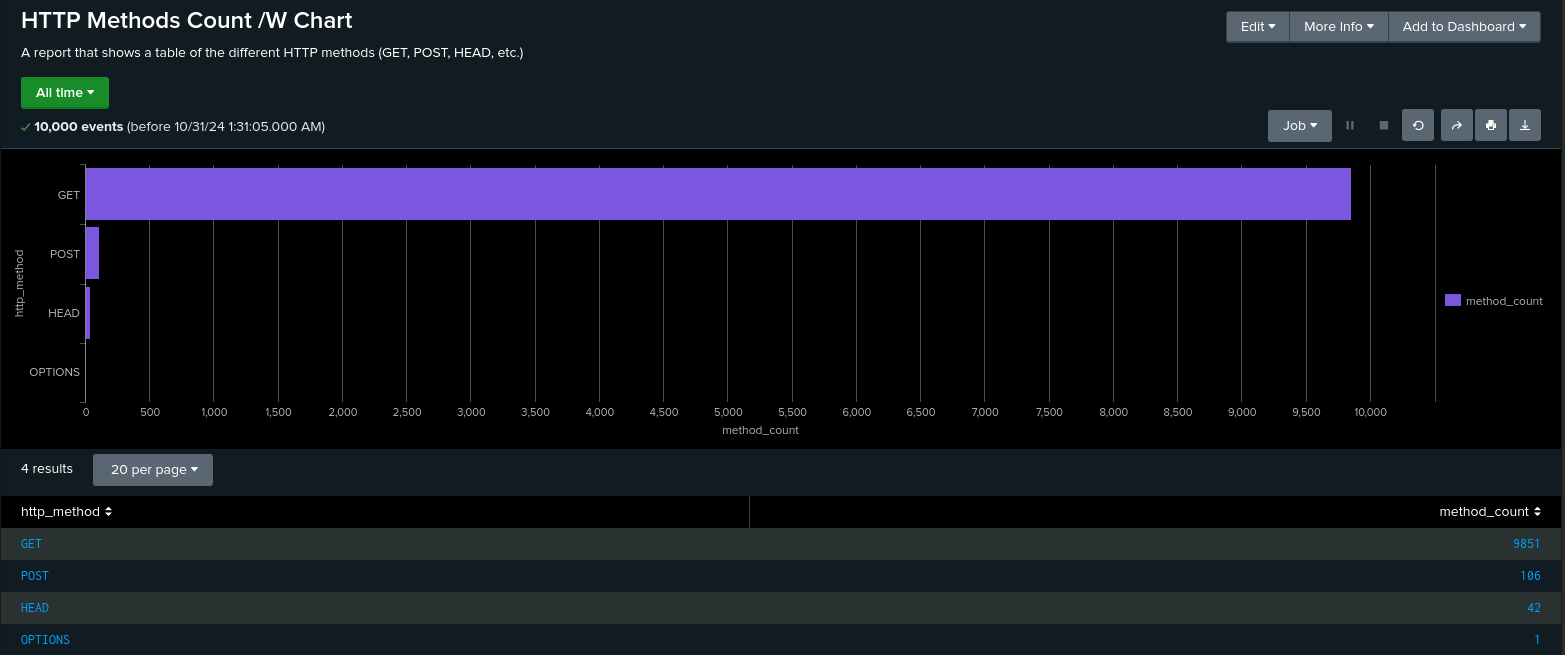 HTTP Methods Count /W Chart
Edit More Info Add to Dashboard
A report that shows a table of the different HTTP methods (GET, POST, HEAD, etc.)
All time
10,000 events (before 10/31/24 1:31:05.000 AM)
Job
http_method
GET
POST
HEAD
OPTIONS
0 500 1,000 1,500 2,000 2,500 3,000 3,500 4,000 4,500 5,000 5,500 6,000 6,500 7,000 7,500 8,000 8,500 9,000 9,500 10,000
method_count
method_count
4 results 20 per page
http_method method_count
GET 9851
POST 106
HEAD 42
OPTIONS 1